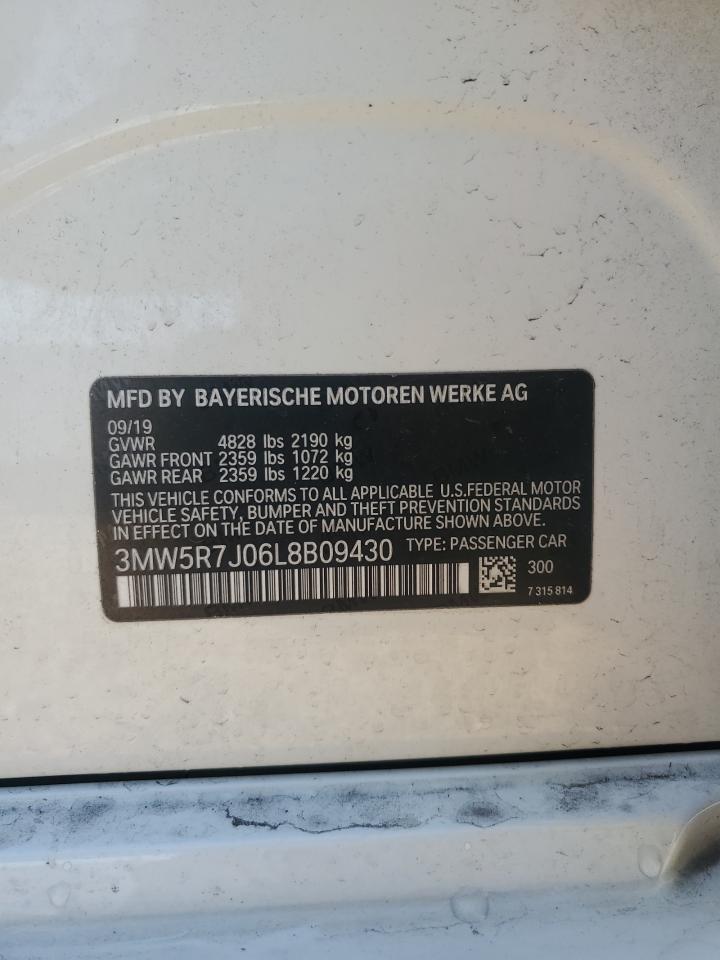 MFD BY BAYERISCHE MOTOREN WERKE AG
09/19
GVWR 4828 lbs 2190 kg
GAWR FRONT 2359 lbs 1072 kg
GAWR REAR 2359 lbs 1220 kg
THIS VEHICLE CONFORMS TO ALL APPLICABLE U.S.FEDERAL MOTOR
VEHICLE SAFETY, BUMPER AND THEFT PREVENTION STANDARDS
IN EFFECT ON THE DATE OF MANUFACTURE SHOWN ABOVE.
3MW5R7J06L8B09430 TYPE: PASSENGER CAR
300
7 315 814